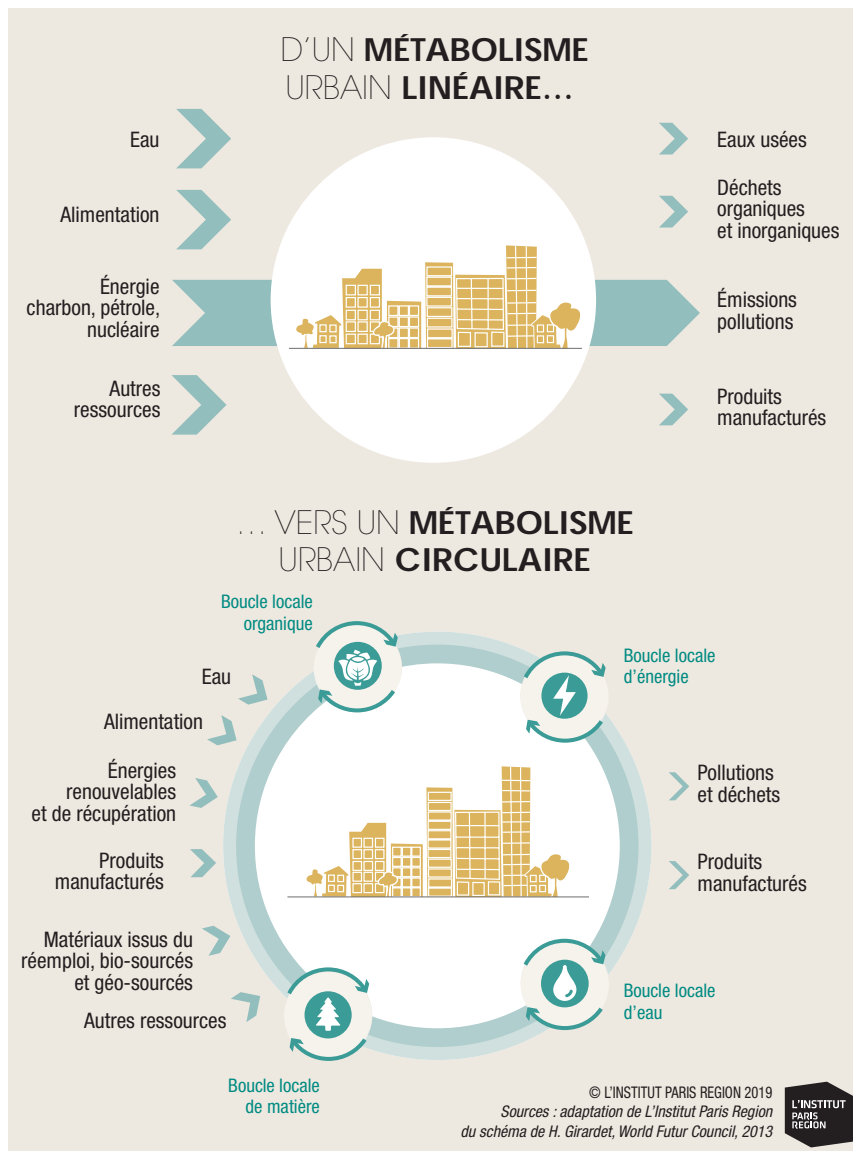 D'UN MÉTABOLISME
URBAIN LINÉAIRE...
Eau
Alimentation
Énergie
charbon, pétrole,
nucléaire
Autres
ressources
Eaux usées
Déchets
organiques
et inorganiques
Émissions
pollutions
Produits
manufacturés
... VERS UN MÉTABOLISME
URBAIN CIRCULAIRE
Boucle locale
organique
Boucle locale
d'énergie
Eau
Alimentation
Énergies
renouvelables
et de récupération
Produits
manufacturés
Matériaux issus du
réemploi, bio-sourcés
et géo-sourcés
Autres ressources
Pollutions
et déchets
Produits
manufacturés
Boucle locale
d'eau
Boucle locale
de matière
© L'INSTITUT PARIS REGION 2019
Sources : adaptation de L'Institut Paris Region
du schéma de H. Girardet, World Futur Council, 2013
L'INSTITUT
PARIS
REGION